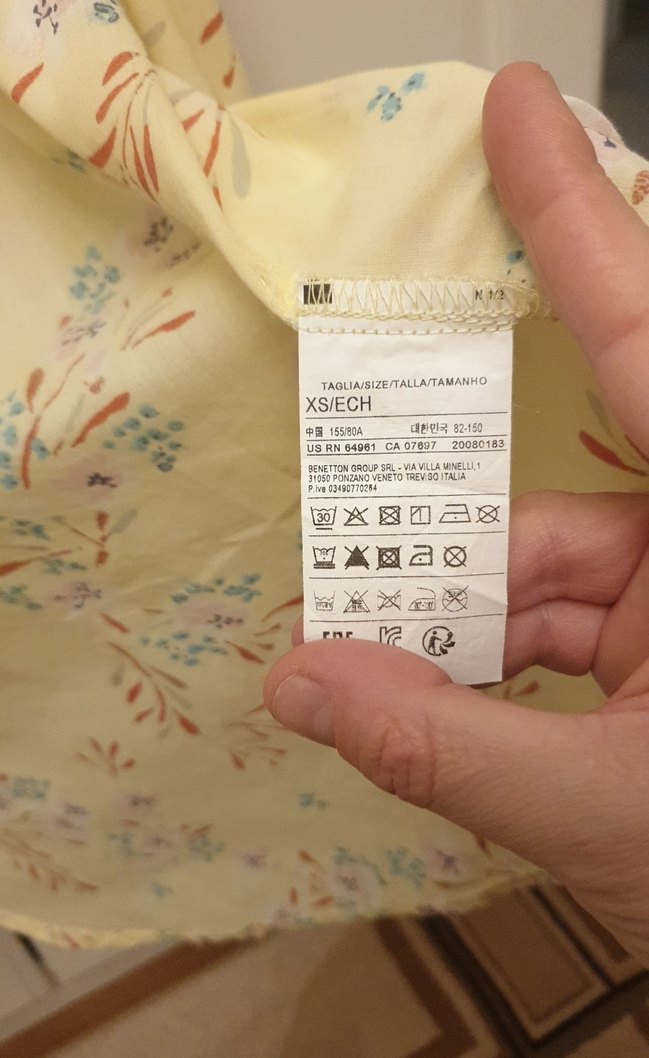 TAGLIA/SIZE/TALLA/TAMANHO
XS/ECH
中国 155/80A 대한민국 82-150
US RN 64961 CA 07697 20080183
BENETTON GROUP SRL - VIA VILLA MINELLI,1
31050 PONZANO VENETO TREVISO ITALIA
P.Iva 03490770264
30